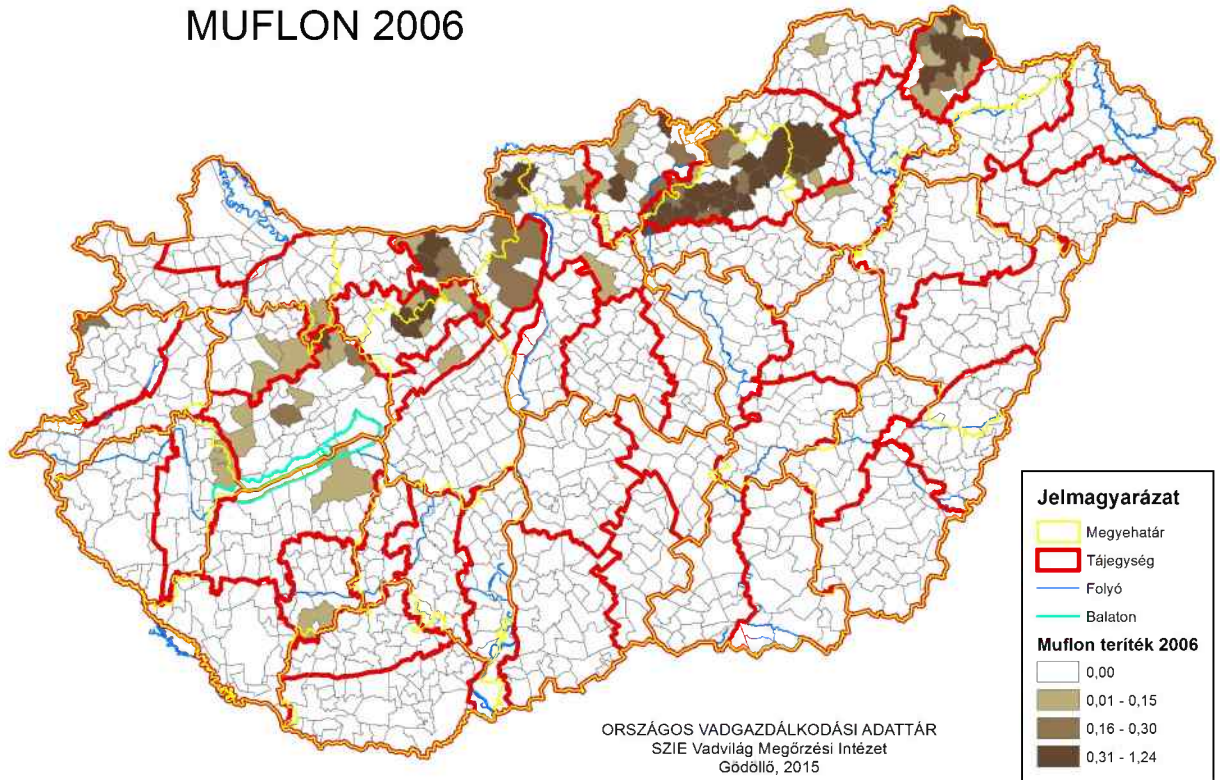 MUFLON 2006
Jelmagyarázat
Megyehatár
Tájegység
Folyó
Balaton
Muflon teríték 2006
0,00
0,01 - 0,15
0,16 - 0,30
0,31 - 1,24
ORSZÁGOS VADGAZDÁLKODÁSI ADATTÁR
SZIE Vadvilág Megőrzési Intézet
Gödöllő, 2015